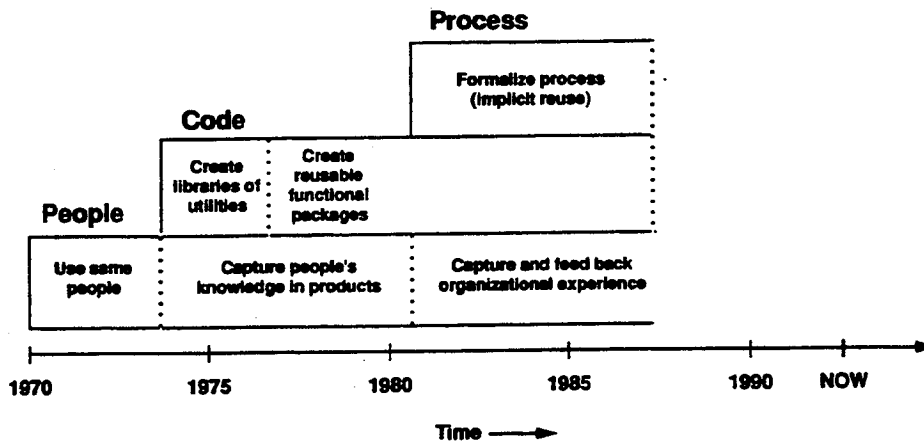 Process
Formalize process
(implicit reuse)
Code
Create
libraries of
utilities
Create
reusable
functional
packages
People
Use same
people
Capture people's
knowledge in products
Capture and feed back
organizational experience
1970
1975
1980
1985
1990
NOW
Time